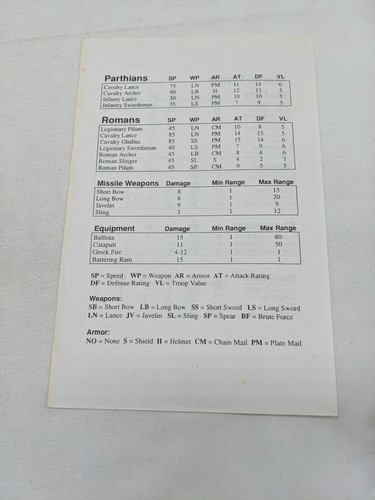 Parthians SP WP AR AT DF VL
Cavalry Lance 75 LN PM 11 14 6
Cavalry Archer 90 LB H 12 13 5
Infanty Lance 30 LN PM 10 10 5
Infantry Swordsman 35 LS PM 7 9 5
Romans SP WP AR AT DF VL
Legionary Pilum 45 LN CM 10 8 5
Cavalry Lance 85 LN PM 14 13 5
Cavalry Gladius 85 SS PM 15 14 6
Legionary Swordsman 40 LS PM 7 9 6
Roman Archer 45 LB CM 8 4 6
Roman Slinger 45 SL S 4 2 3
Roman Pilum 45 SP CM 9 5 5
Missile Weapons Damage Min Range Max Range
Short Bow 8 1 15
Long Bow 8 1 20
Javelin 9 1 9
Sling 3 1 12
Equipment Damage Min Range Max Range
Ballista 15 1 80
Catapult 11 1 50
Greek Fire 4-12 1 1
Battering Ram 15 1 1
SP = Speed WP = Weapon AR = Armor AT = Attack Rating
DF = Defense Rating VL = Troop Value
Weapons:
SB = Short Bow LB = Long Bow SS = Short Sword LS = Long Sword
LN = Lance JV = Javelin SL = Sling SP = Spear BF = Brute Force
Armor:
NO = None S = Shield H = Helmet CM = Chain Mail PM = Plate Mail